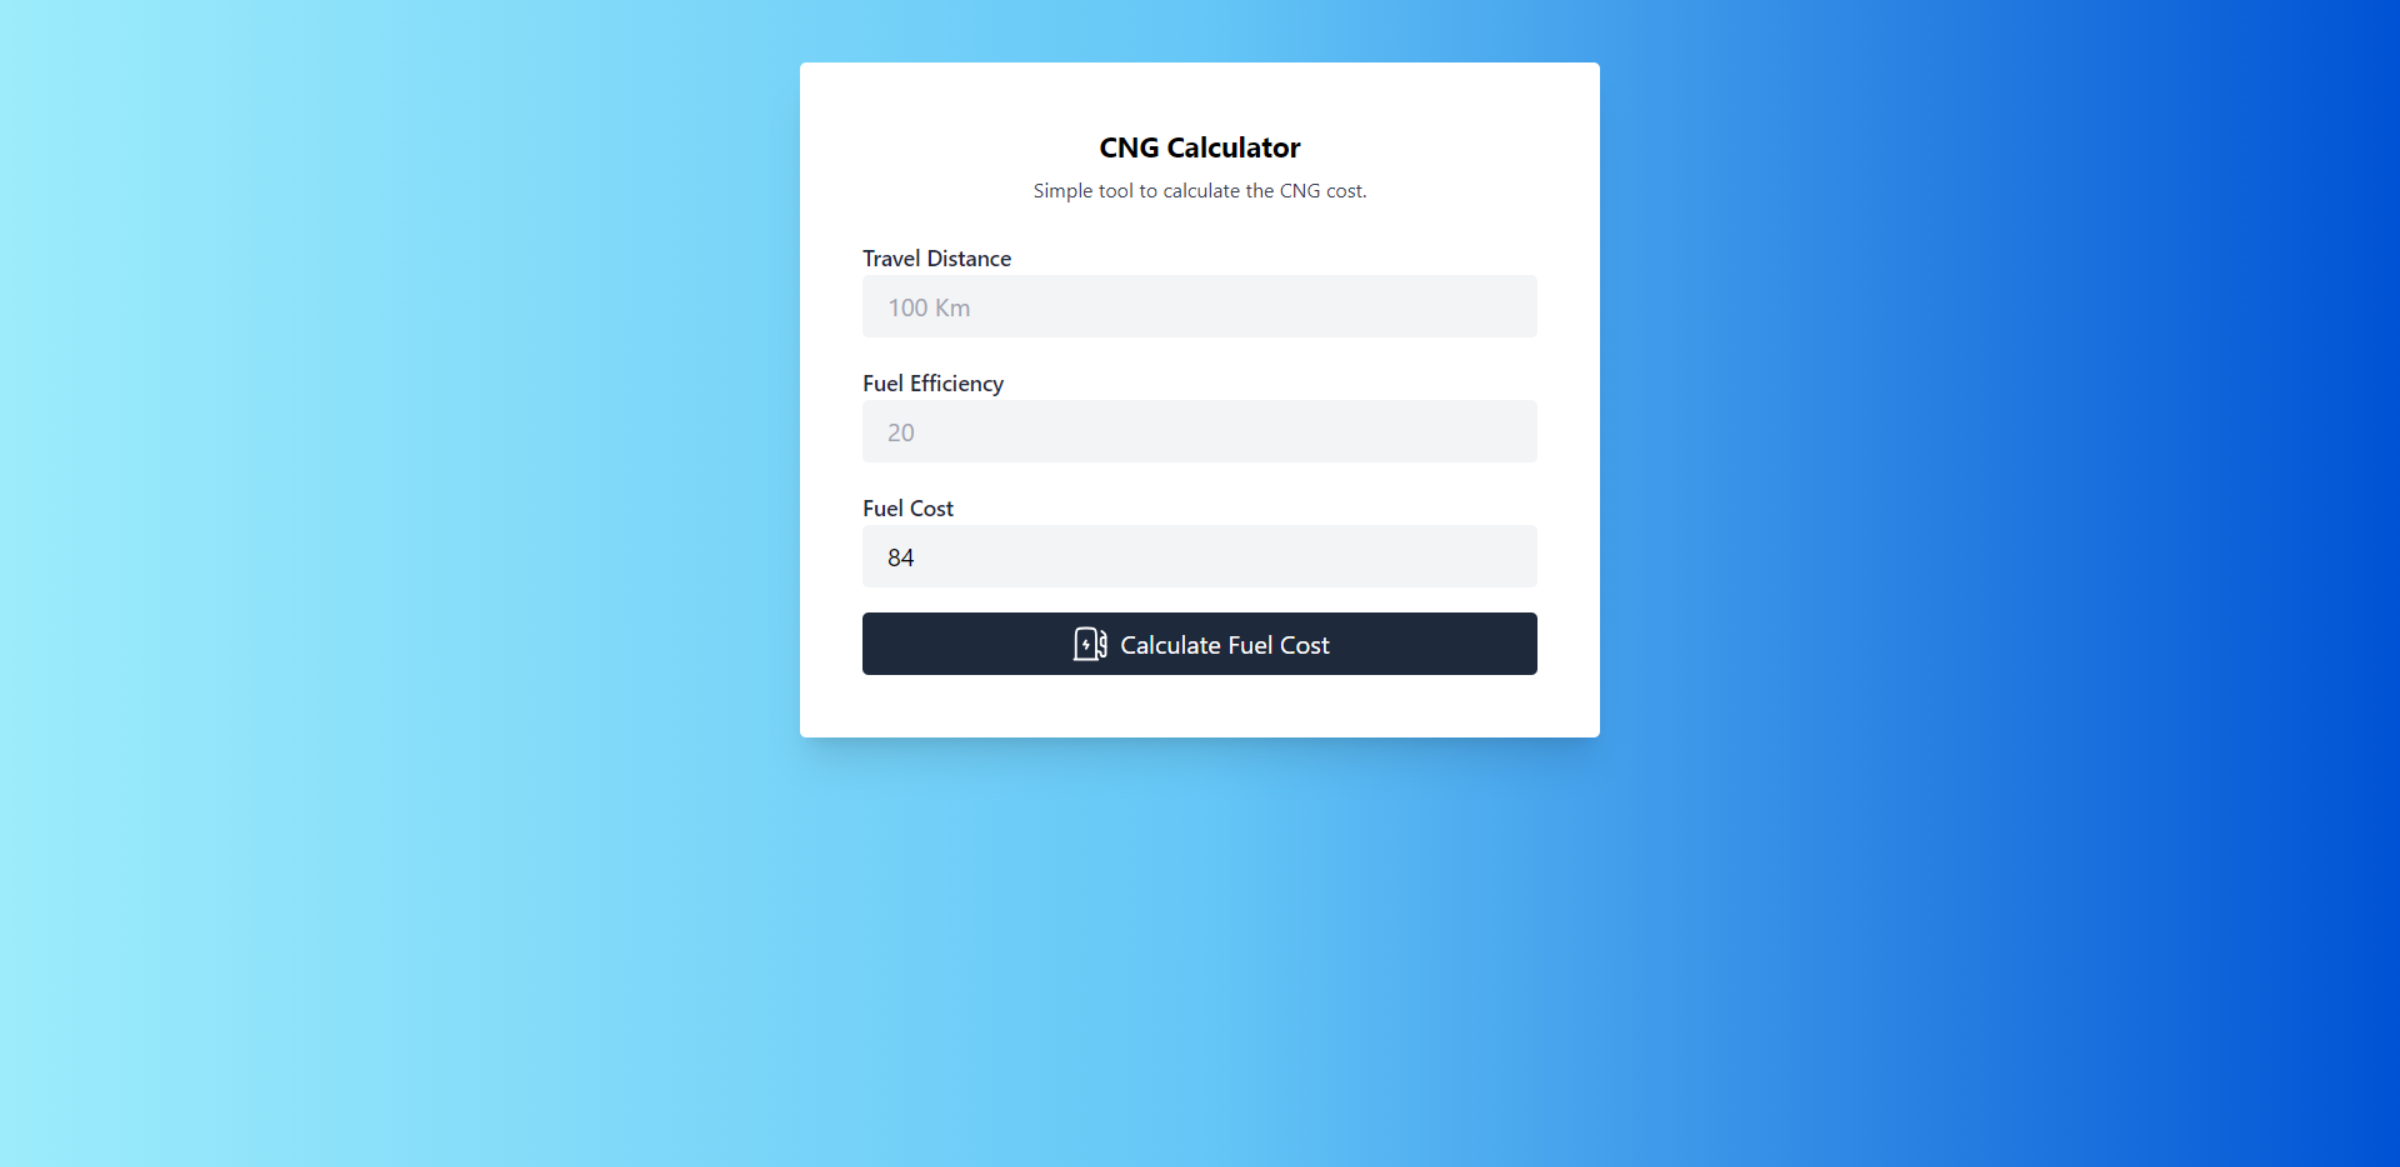 CNG Calculator
Simple tool to calculate the CNG cost.
Travel Distance
100 Km
Fuel Efficiency
20
Fuel Cost
84
Calculate Fuel Cost